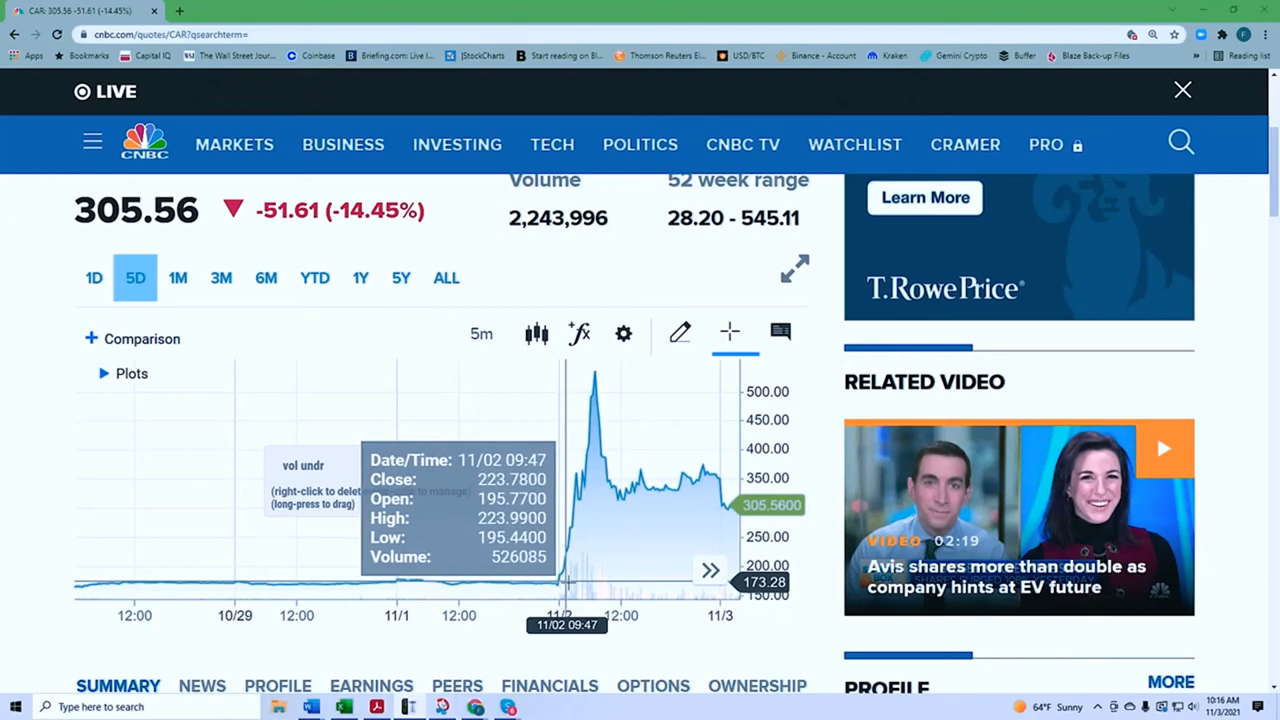 CAR: 305.56 -51.61 (-14.45%)
cnbc.com/quotes/CAR?qsearchterm=
F
Apps Bookmarks Capital IQ The Wall Street Jour... Coinbase Briefing.com: Live I... JStockCharts Start reading on Bl... Thomson Reuters Ei... USD/BTC Binance - Account Kraken Gemini Crypto Buffer Blaze Back-up Files » Reading list
LIVE
CNBC
MARKETS BUSINESS INVESTING TECH POLITICS CNBC TV WATCHLIST CRAMER PRO
305.56 -51.61 (-14.45%)
Volume
2,243,996
52 week range
28.20 - 545.11
Learn More
T.RowePrice®
1D 5D 1M 3M 6M YTD 1Y 5Y ALL
5m
+ Comparison
Plots
500.00
450.00
400.00
350.00
305.5600
250.00
200.00
173.28
150.00
vol undr
(right-click to delet
(long-press to drag)
Date/Time: 11/02 09:47
Close: 223.7800
Open: 195.7700
High: 223.9900
Low: 195.4400
Volume: 526085
12:00 10/29 12:00 11/1 12:00 11/2 12:00 11/3
11/02 09:47
RELATED VIDEO
VIDEO 02:19
Avis shares more than double as
company hints at EV future
SUMMARY NEWS PROFILE EARNINGS PEERS FINANCIALS OPTIONS OWNERSHIP
PROFILE
MORE
Type here to search
64°F Sunny
10:16 AM
11/3/2021